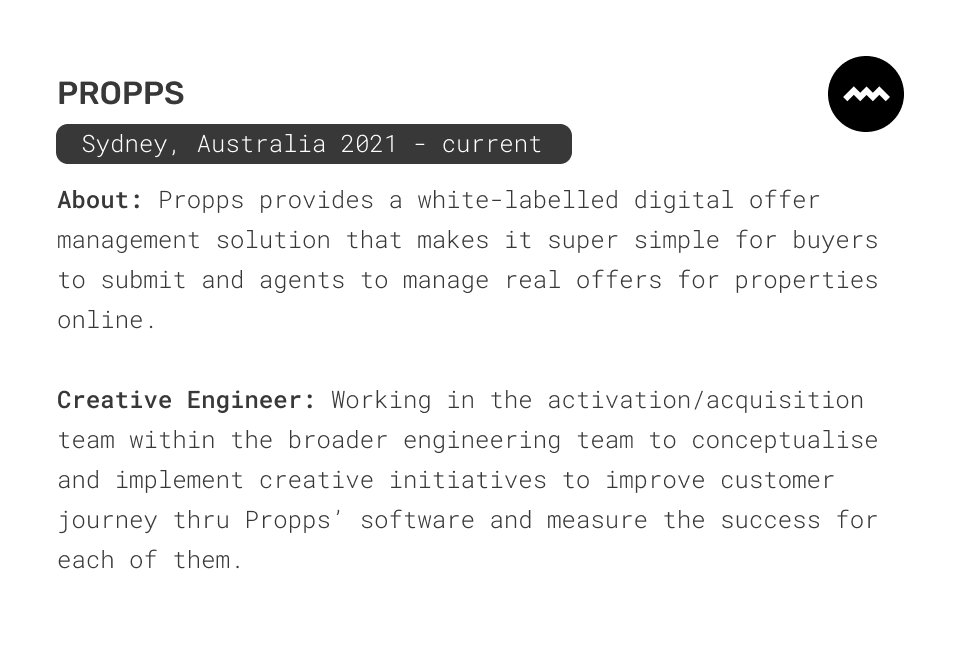 PROPPS
Sydney, Australia 2021 - current
About: Propps provides a white-labelled digital offer
management solution that makes it super simple for buyers
to submit and agents to manage real offers for properties
online.
Creative Engineer: Working in the activation/acquisition
team within the broader engineering team to conceptualise
and implement creative initiatives to improve customer
journey thru Propps’ software and measure the success for
each of them.